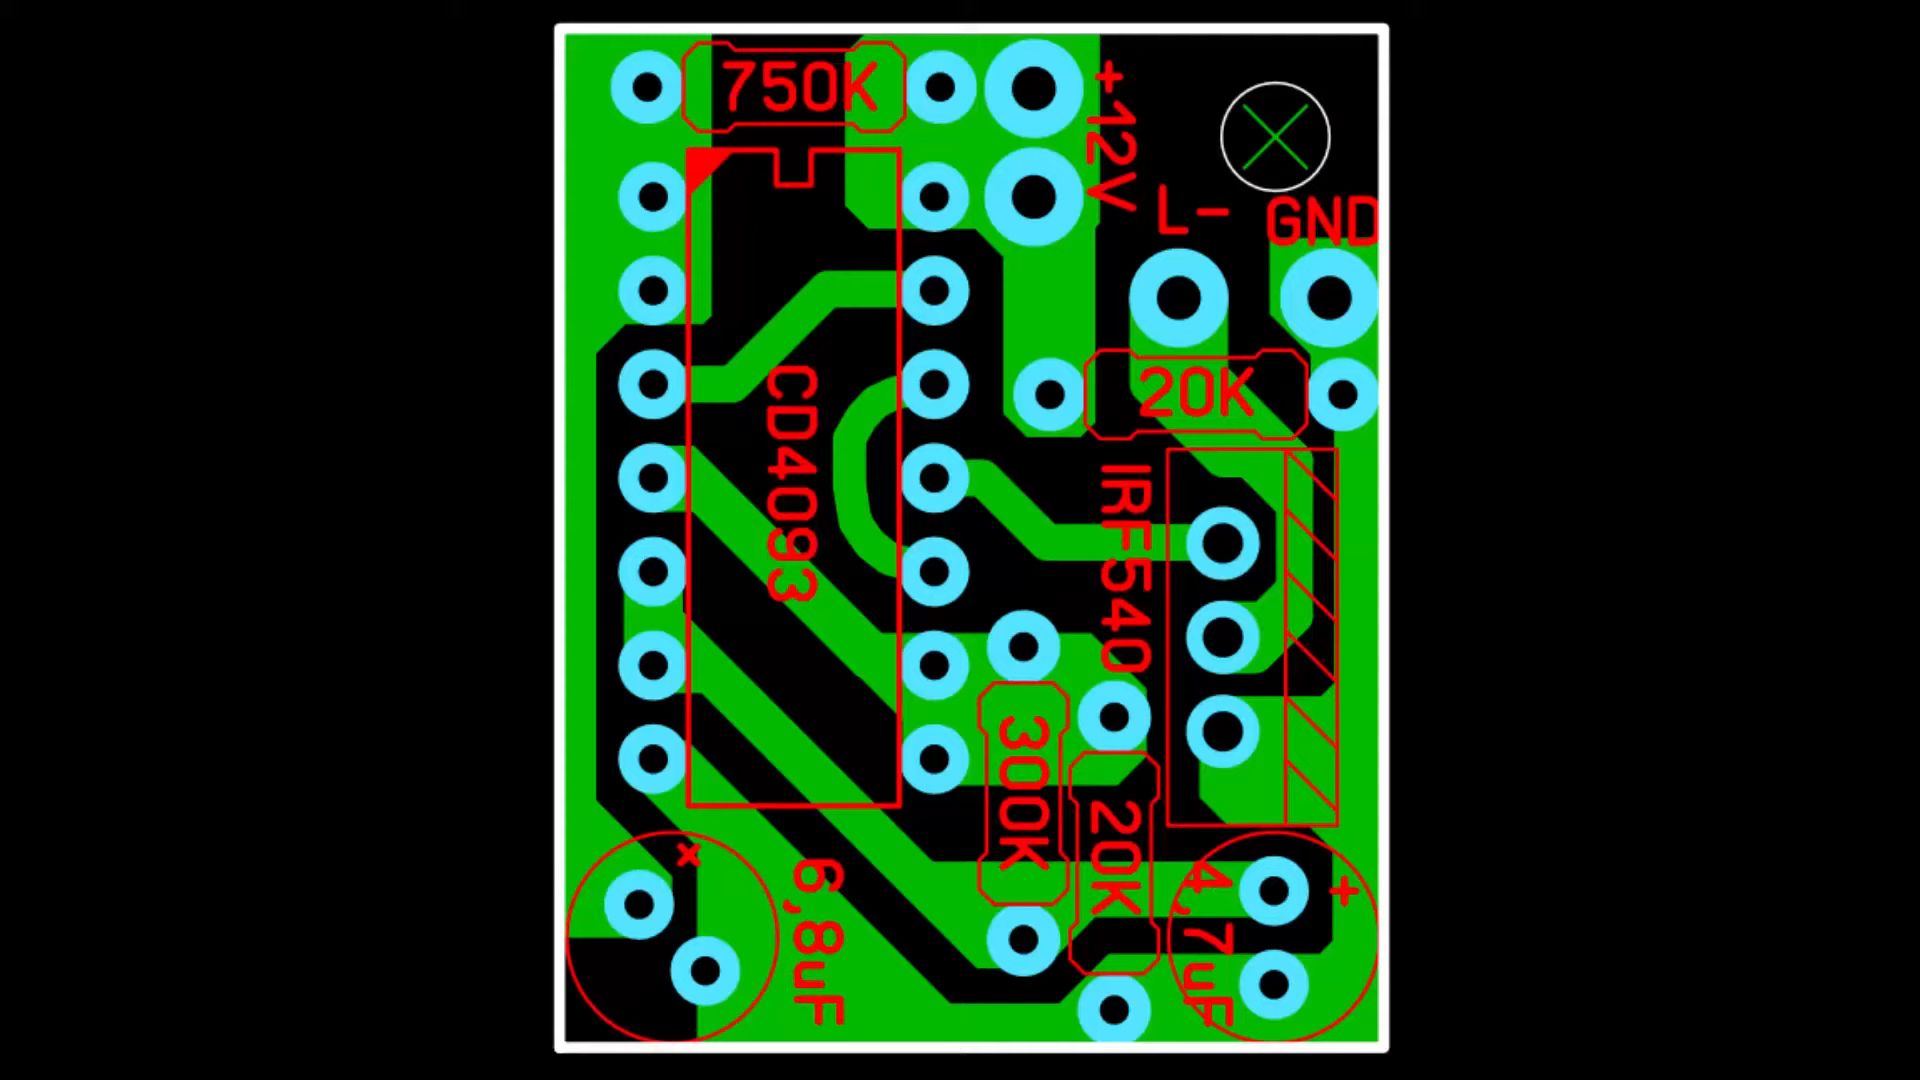 750K
+12V
L-
GND
20K
CD4093
IRF540
300K
20K
6,8uF
4,7uF
+